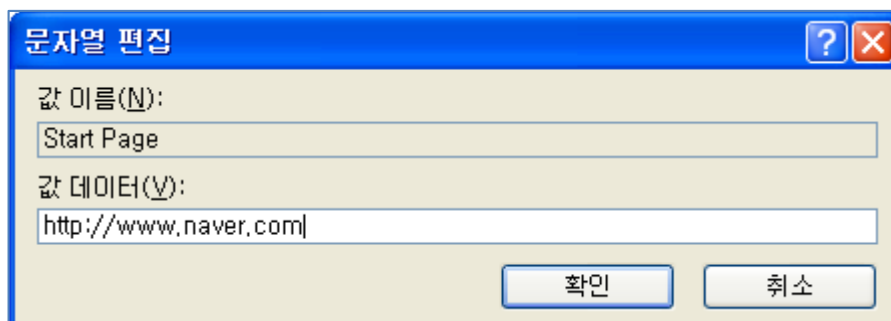 문자열 편집
값 이름(N):
Start Page
값 데이터(V):
http://www.naver.com
확인 취소